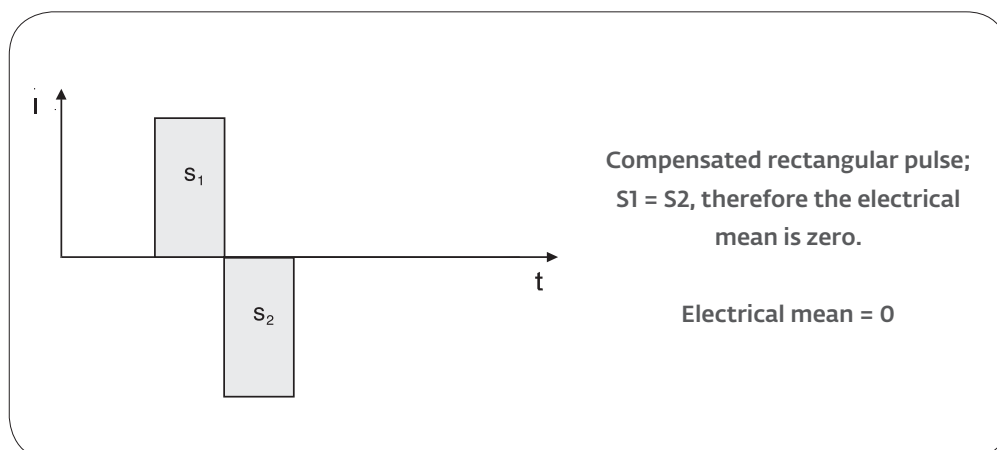 i
S₁
S₂
t
Compensated rectangular pulse;
S1 = S2, therefore the electrical
mean is zero.
Electrical mean = 0